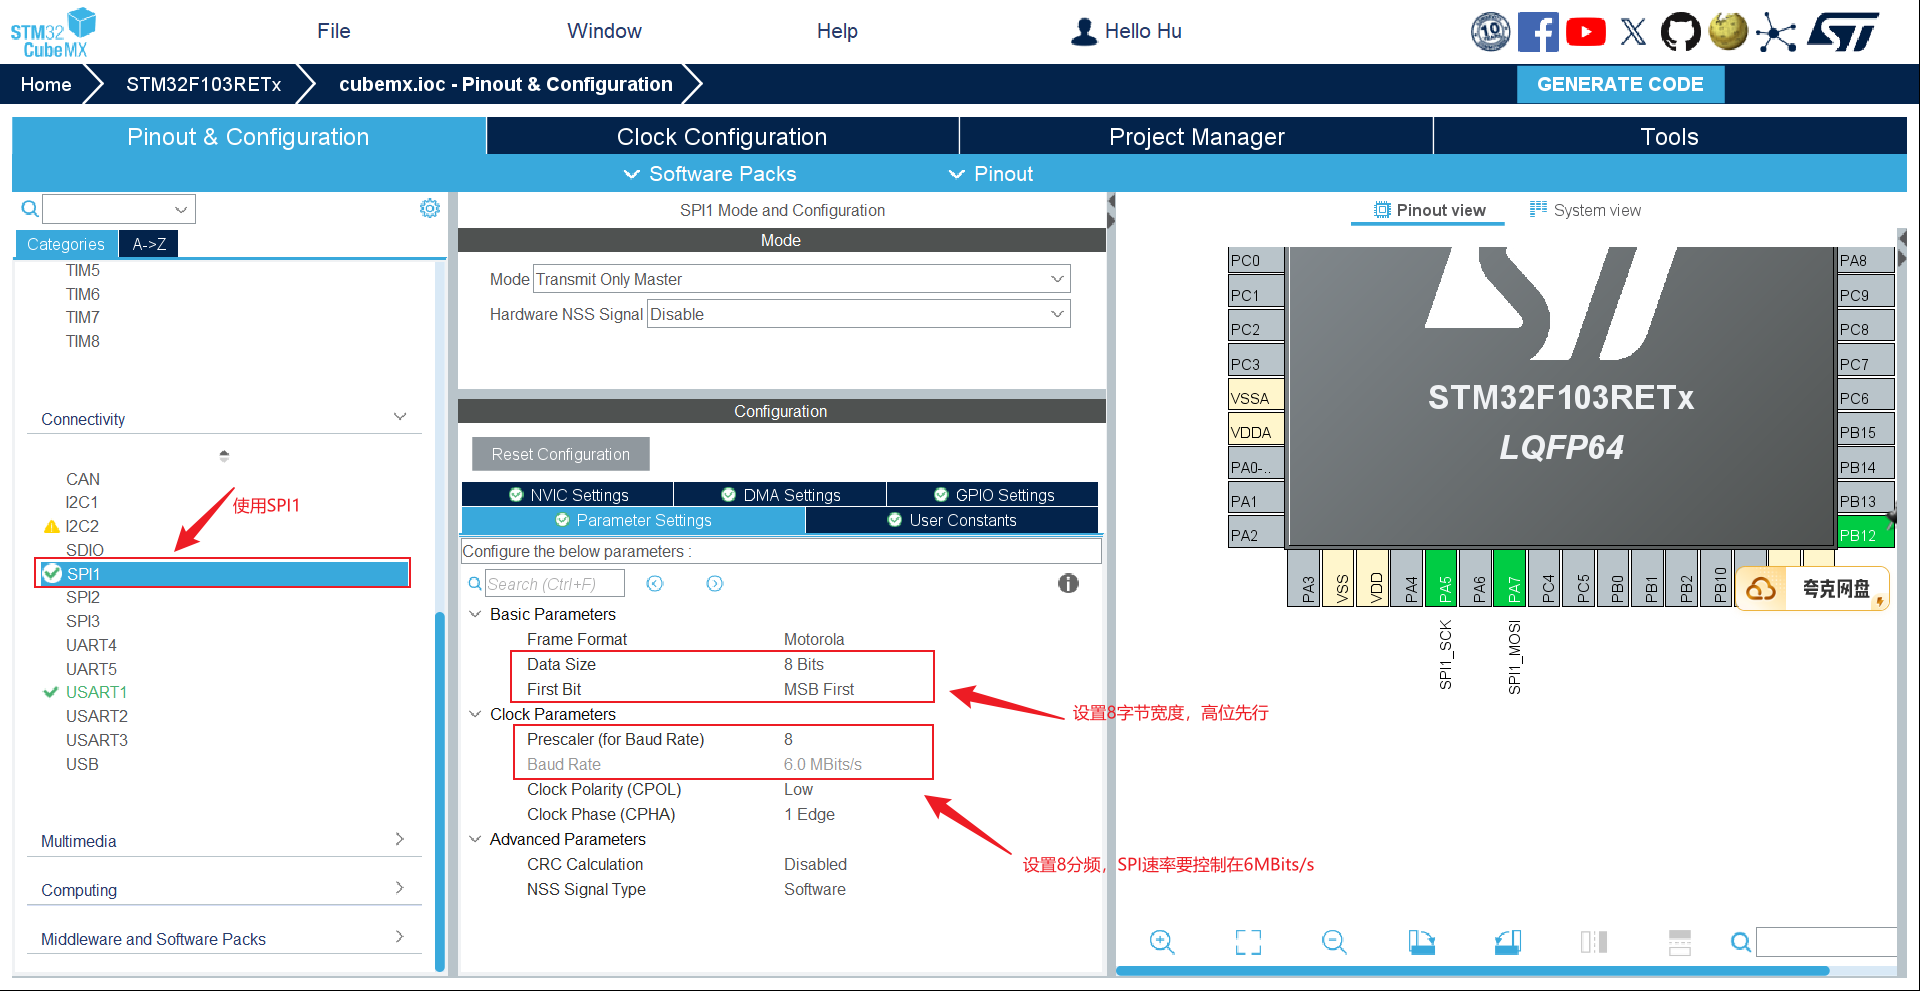 STM32
CubeMX
File
Window
Help
Hello Hu
10
Home
STM32F103RETx
cubemx.ioc - Pinout & Configuration
GENERATE CODE
Pinout & Configuration
Clock Configuration
Project Manager
Tools
Software Packs
Pinout
Categories
A->Z
TIM5
TIM6
TIM7
TIM8
Connectivity
CAN
I2C1
I2C2
SDIO
SPI1
SPI2
SPI3
UART4
UART5
USART1
USART2
USART3
USB
使用SPI1
Multimedia
Computing
Middleware and Software Packs
SPI1 Mode and Configuration
Mode
Mode Transmit Only Master
Hardware NSS Signal Disable
Configuration
Reset Configuration
NVIC Settings
DMA Settings
GPIO Settings
Parameter Settings
User Constants
Configure the below parameters :
Search (Ctrl+F)
Basic Parameters
Frame Format Motorola
Data Size 8 Bits
First Bit MSB First
设置8字节宽度，高位先行
Clock Parameters
Prescaler (for Baud Rate) 8
Baud Rate 6.0 MBits/s
Clock Polarity (CPOL) Low
Clock Phase (CPHA) 1 Edge
设置8分频，SPI速率要控制在6MBits/s
Advanced Parameters
CRC Calculation Disabled
NSS Signal Type Software
Pinout view
System view
PC0
PC1
PC2
PC3
VSSA
VDDA
PA0-..
PA1
PA2
STM32F103RETx
LQFP64
PA8
PC9
PC8
PC7
PC6
PB15
PB14
PB13
PB12
PA3
VSS
VDD
PA4
PA5
PA6
PA7
PC4
PC5
PB0
PB1
PB2
PB10
SPI1_SCK
SPI1_MOSI
夸克网盘